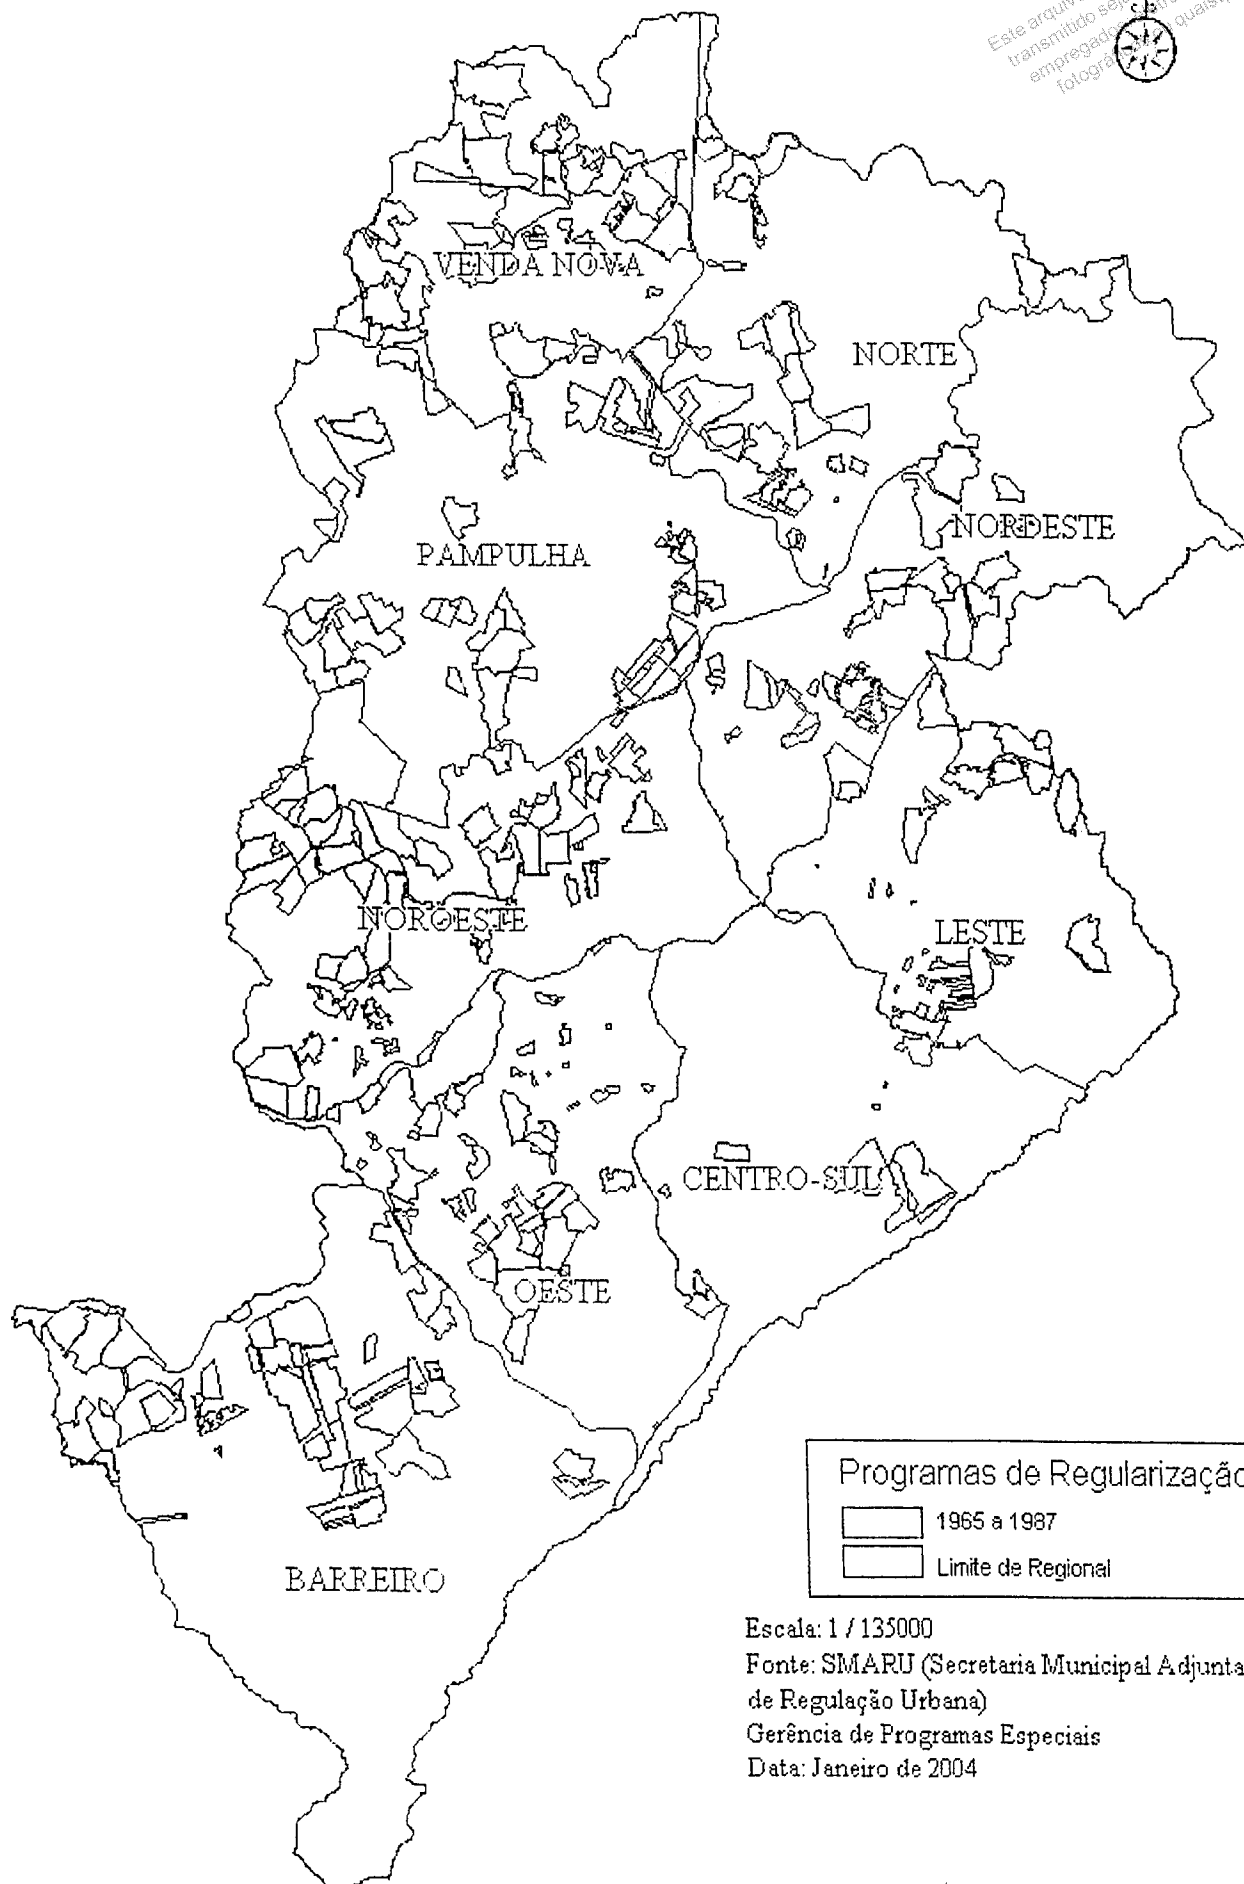 Este
transmitido
VENDA NOVA
NORTE
NORDESTE
PAMPULHA
NOROESTE
LESTE
CENTRO-SUL
OESTE
BARREIRO
Programas de Regularização
1965 a 1987
Limite de Regional
Escala: 1 / 135000
Fonte: SMARU (Secretaria Municipal Adjunta
de Regulação Urbana)
Gerência de Programas Especiais
Data: Janeiro de 2004